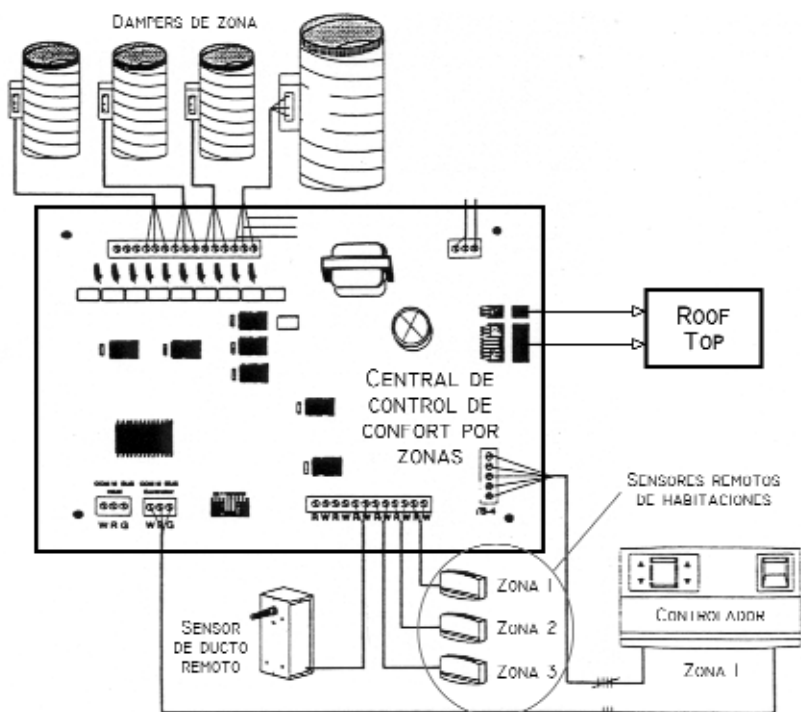 DAMPERS DE ZONA
ROOF
TOP
CENTRAL DE
CONTROL DE
CONFORT POR
ZONAS
SENSORES REMOTOS
DE HABITACIONES
W R G
W R G
R W R W R W R W R W R W
ZONA 1
ZONA 2
ZONA 3
SENSOR
DE DUCTO
REMOTO
CONTROLADOR
ZONA 1